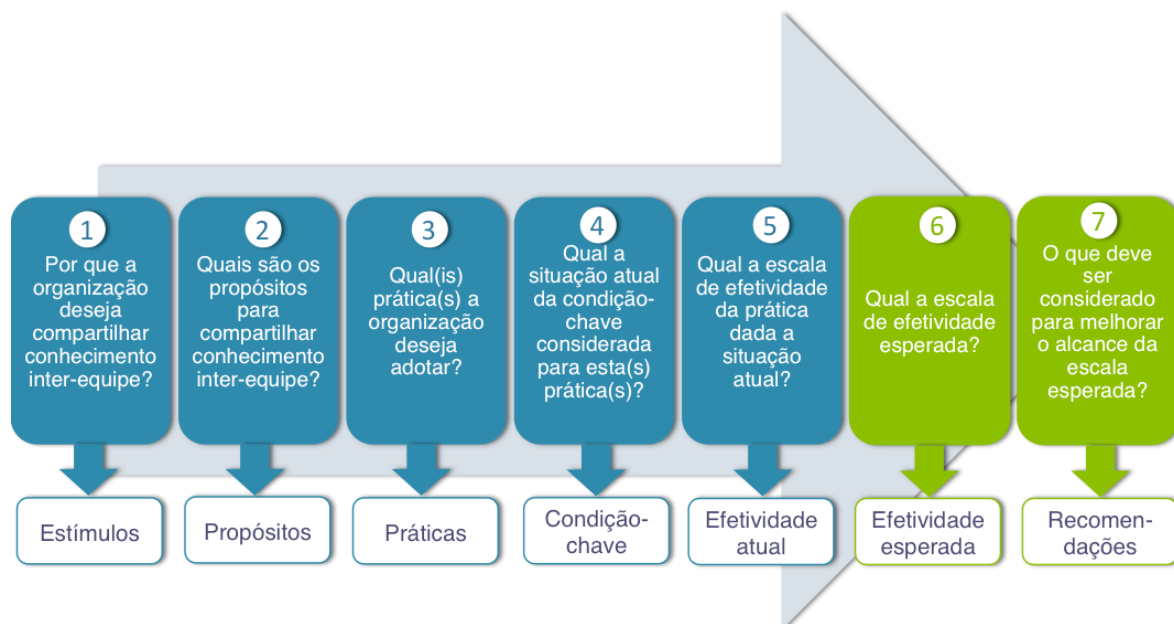 1
Por que a
organização
deseja
compartilhar
conhecimento
inter-equipe?
2
Quais são os
propósitos
para
compartilhar
conhecimento
inter-equipe?
3
Qual(is)
prática(s) a
organização
deseja
adotar?
4
Qual a
situação atual
da condição-
chave
considerada
para esta(s)
prática(s)?
5
Qual a escala
de efetividade
da prática
dada a
situação
atual?
6
Qual a escala
de efetividade
esperada?
7
O que deve
ser
considerado
para melhorar
o alcance da
escala
esperada?
Estímulos
Propósitos
Práticas
Condição-
chave
Efetividade
atual
Efetividade
esperada
Recomen-
dações